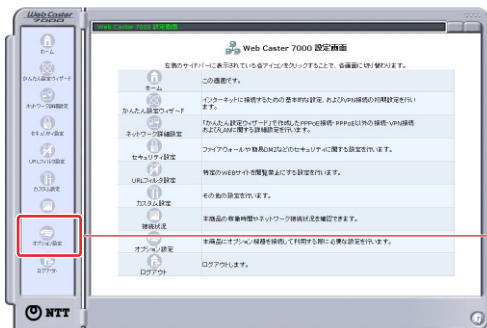 Web Caster
7000
Web Caster 7000 設定画面
ホーム
かんたん設定ウィザード
ネットワーク詳細設定
セキュリティ設定
URLフィルタ設定
カスタム設定
オプション設定
ログアウト
NTT
Web Caster 7000 設定画面
左側のサイドバーに表示されている各アイコンをクリックすることで、各画面に切り替わります。
ホーム
この画面です。
かんたん設定ウィザード
インターネットに接続するための基本的な設定、およびVPN接続の初期設定を行います。
ネットワーク詳細設定
「かんたん設定ウィザード」で作成したPPPoE接続・PPPoE以外の接続・VPN接続
およびLANに関する詳細設定を行います。
セキュリティ設定
ファイアウォールや簡易DMZなどのセキュリティに関する設定を行います。
URLフィルタ設定
特定のWEBサイトを閲覧禁止にする設定を行います。
カスタム設定
その他の設定を行います。
接続状況
本商品の稼働時間やネットワーク接続状況を確認できます。
オプション設定
本商品にオプション機器を接続して利用する際に必要な設定を行います。
ログアウト
ログアウトします。